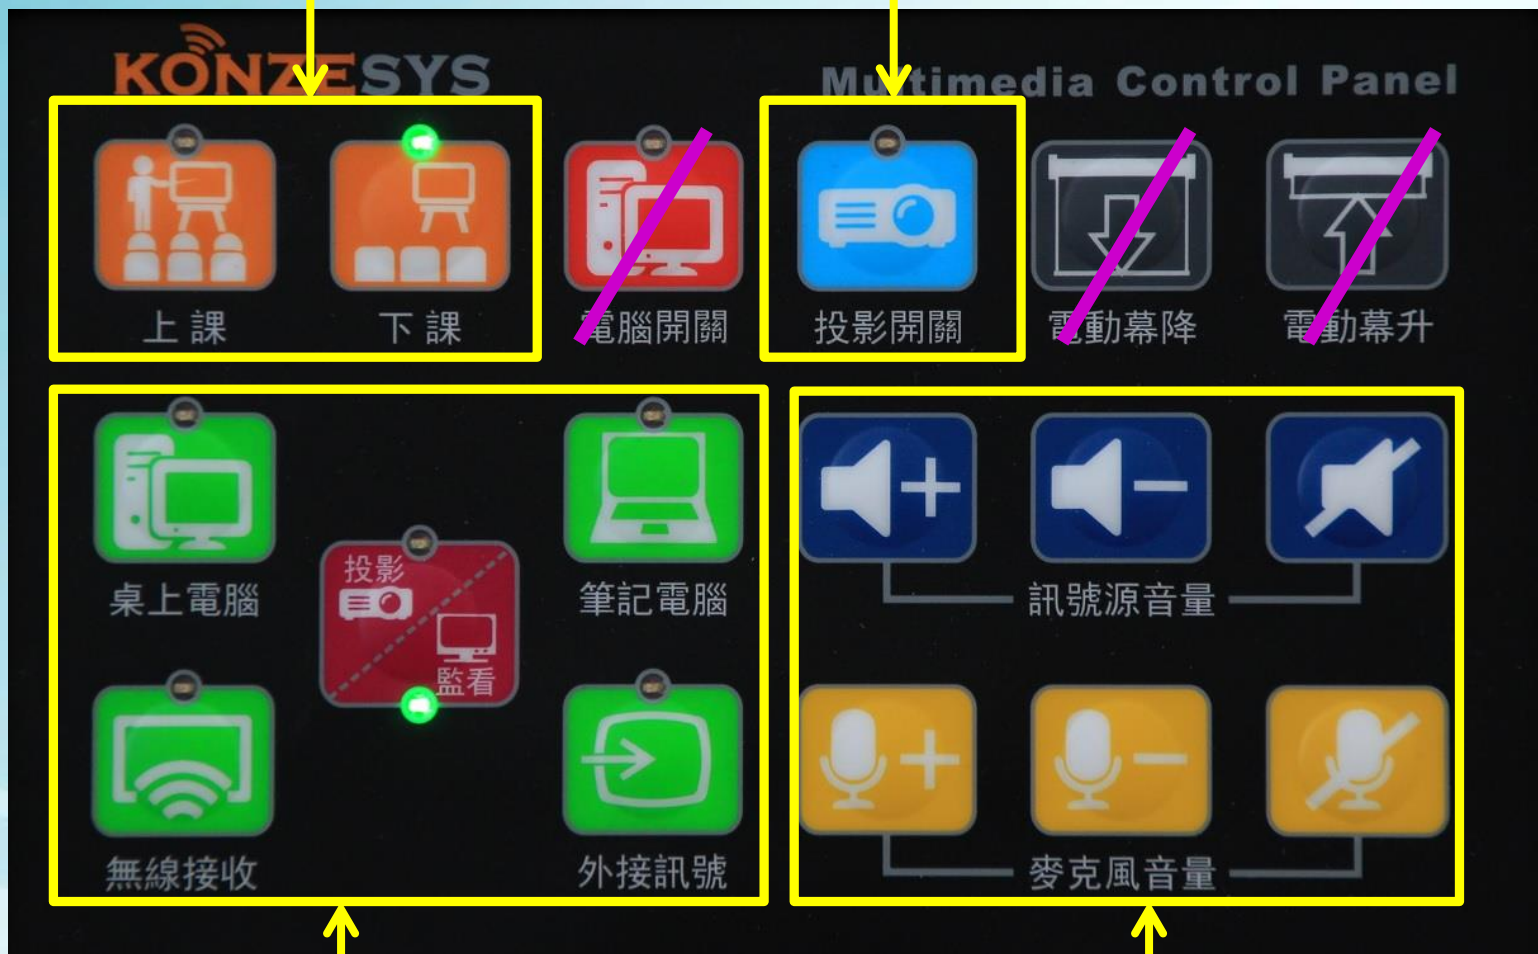 KONZESYS
Multimedia Control Panel
上課 下課 電腦開關 投影開關 電動幕降 電動幕升
投影
監看
桌上電腦 筆記電腦 訊號源音量
無線接收 外接訊號 麥克風音量